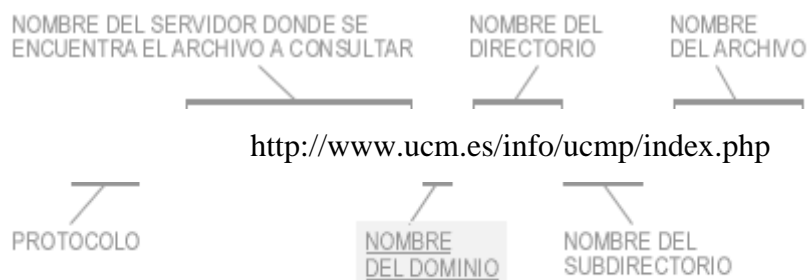 NOMBRE DEL SERVIDOR DONDE SE
ENCUENTRA EL ARCHIVO A CONSULTAR
NOMBRE DEL
DIRECTORIO
NOMBRE
DEL ARCHIVO
http://www.ucm.es/info/ucmp/index.php
PROTOCOLO
NOMBRE
DEL DOMINIO
NOMBRE DEL
SUBDIRECTORIO